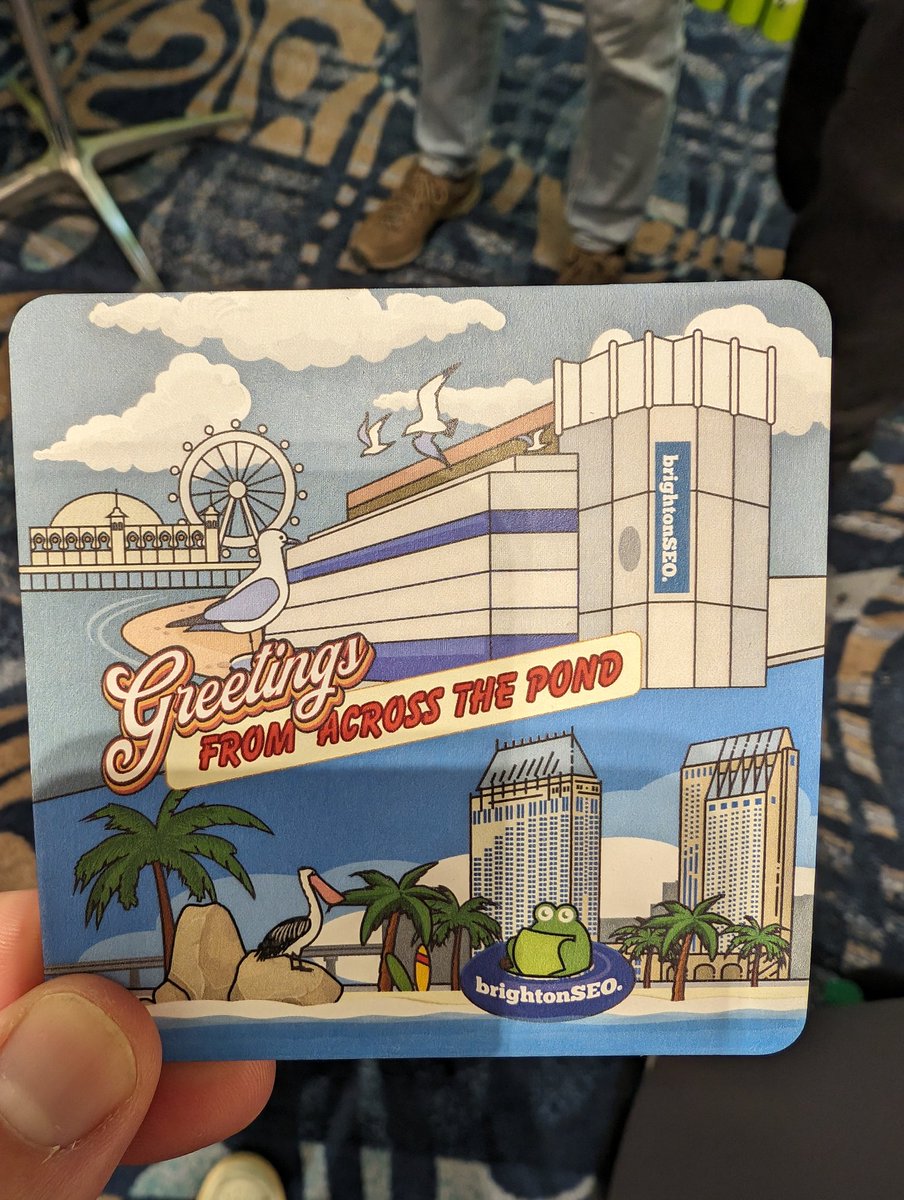 brightonSEO.
Greetings
FROM ACROSS THE POND
brightonSEO.